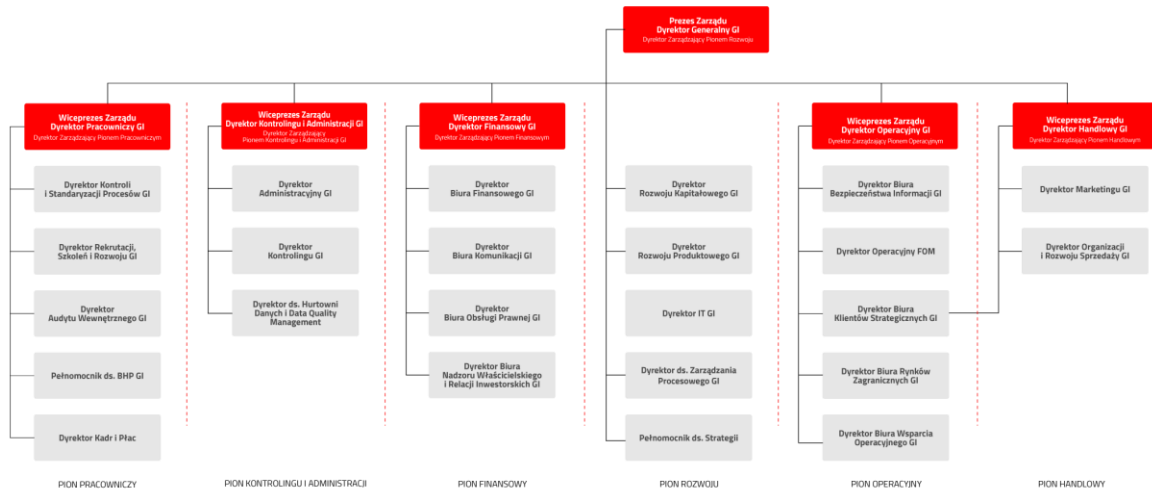 Prezes Zarządu
Dyrektor Generalny GI
Dyrektor Zarządzający Pionem Rozwoju
Wiceprezes Zarządu
Dyrektor Pracowniczy GI
Dyrektor Zarządzający Pionem Pracowniczym
Dyrektor Kontroli
i Standaryzacji Procesów GI
Dyrektor Rekrutacji,
Szkoleń i Rozwoju GI
Dyrektor
Audytu Wewnętrznego GI
Pełnomocnik ds. BHP GI
Dyrektor Kadr i Płac
PION PRACOWNICZY
Wiceprezes Zarządu
Dyrektor Kontrolingu i Administracji GI
Dyrektor Zarządzający
Pionem Kontrolingu i Administracji GI
Dyrektor
Administracyjny GI
Dyrektor
Kontrolingu GI
Dyrektor ds. Hurtowni
Danych i Data Quality
Management
PION KONTROLINGU I ADMINISTRACJI
Wiceprezes Zarządu
Dyrektor Finansowy GI
Dyrektor Zarządzający Pionem Finansowym
Dyrektor
Biura Finansowego GI
Dyrektor
Biura Komunikacji GI
Dyrektor
Biura Obsługi Prawnej GI
Dyrektor Biura
Nadzoru Właścicielskiego
i Relacji Inwestorskich GI
PION FINANSOWY
Dyrektor
Rozwoju Kapitałowego GI
Dyrektor
Rozwoju Produktowego GI
Dyrektor IT GI
Dyrektor ds. Zarządzania
Procesowego GI
Pełnomocnik ds. Strategii
PION ROZWOJU
Wiceprezes Zarządu
Dyrektor Operacyjny GI
Dyrektor Zarządzający Pionem Operacyjnym
Dyrektor Biura
Bezpieczeństwa Informacji GI
Dyrektor Operacyjny FOM
Dyrektor Biura
Klientów Strategicznych GI
Dyrektor Biura Rynków
Zagranicznych GI
Dyrektor Biura Wsparcia
Operacyjnego GI
PION OPERACYJNY
Wiceprezes Zarządu
Dyrektor Handlowy GI
Dyrektor Zarządzający Pionem Handlowym
Dyrektor Marketingu GI
Dyrektor Organizacji
i Rozwoju Sprzedaży GI
PION HANDLOWY